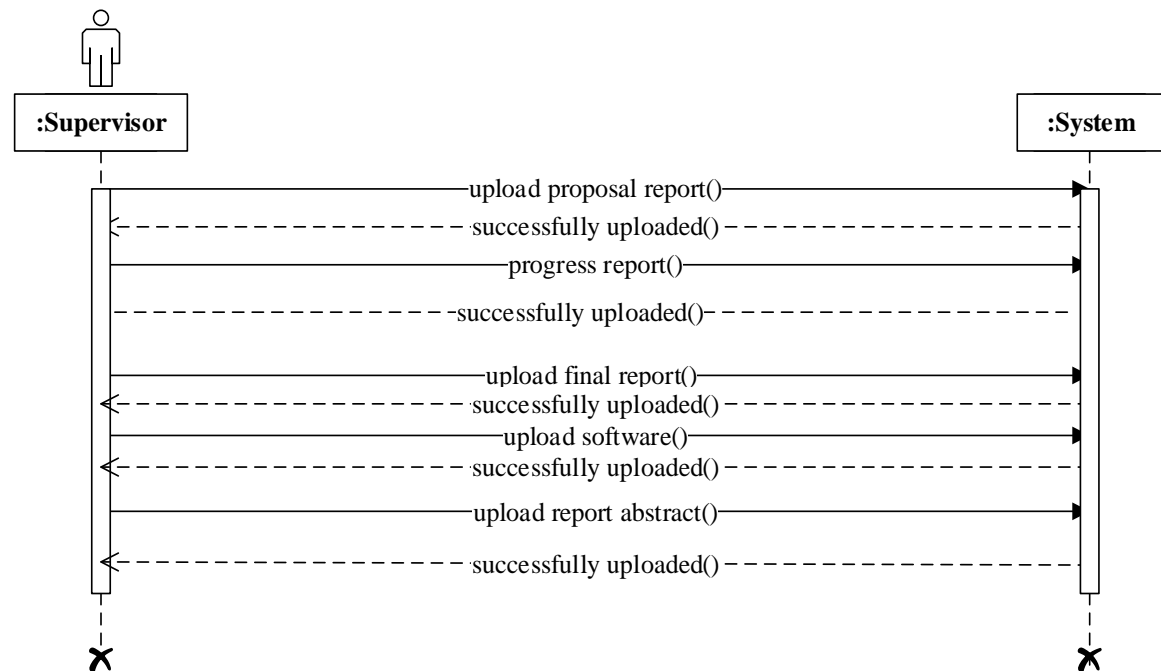 :Supervisor
:System
upload proposal report()
successfully uploaded()
progress report()
successfully uploaded()
upload final report()
successfully uploaded()
upload software()
successfully uploaded()
upload report abstract()
successfully uploaded()